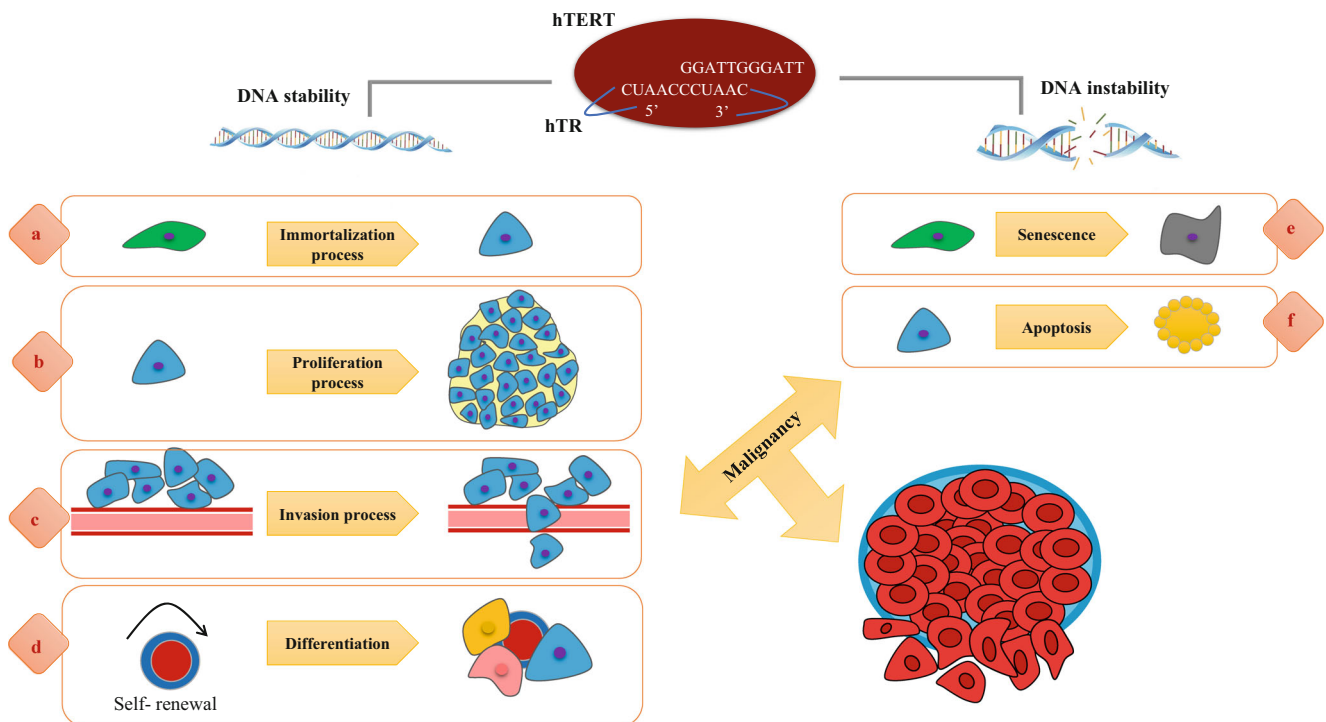 hTERT
GGATTGGGATT
CUAACCCUAAC
5’ 3’
hTR
DNA stability
DNA instability
a
Immortalization
process
b
Proliferation
process
c
Invasion process
d
Self- renewal
Differentiation
Senescence
e
Apoptosis
f
Malignancy